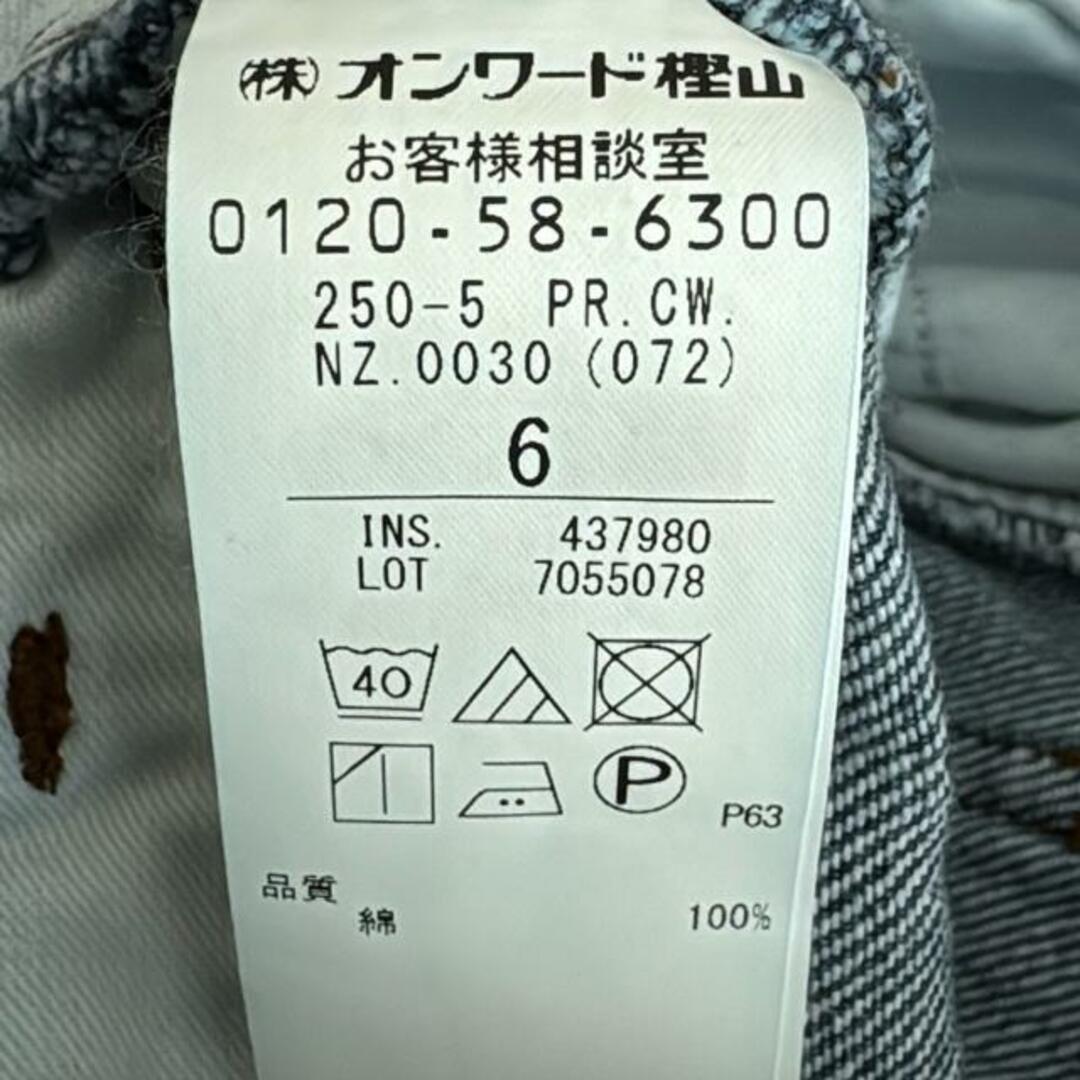 (株)オンワード樫山
お客様相談室
0120-58-6300
250-5 PR.CW.
NZ.0030(072)
6
INS. 437980
LOT 7055078
40
P
P63
品質
綿 100%